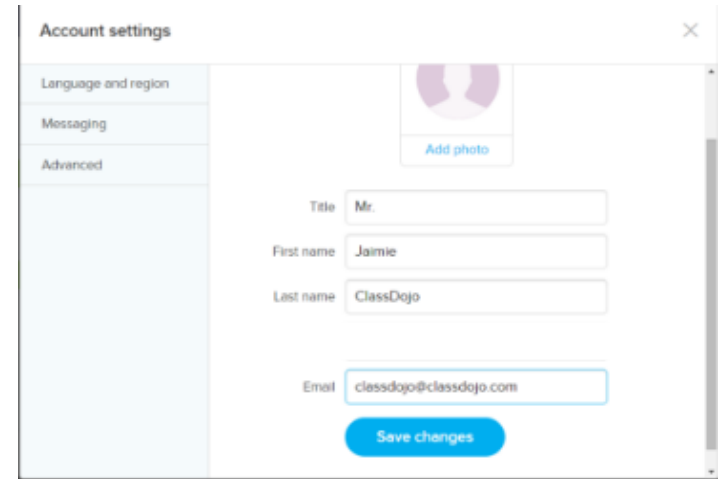 Account settings
Language and region
Messaging
Advanced
Add photo
Title Mr.
First name Jaimie
Last name ClassDojo
Email classdojo@classdojo.com
Save changes